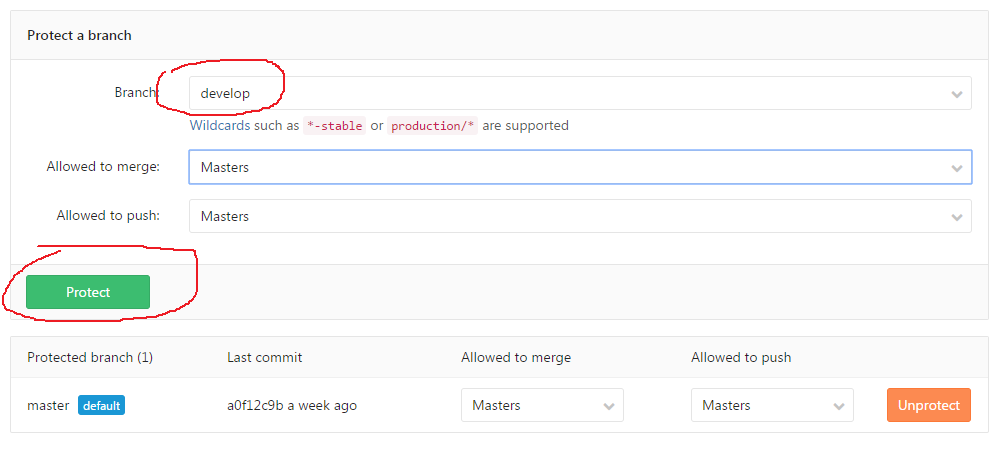 Protect a branch
Branch: develop
Wildcards such as *-stable or production/* are supported
Allowed to merge: Masters
Allowed to push: Masters
Protect
Protected branch (1) Last commit Allowed to merge Allowed to push
master default a0f12c9b a week ago Masters Masters Unprotect